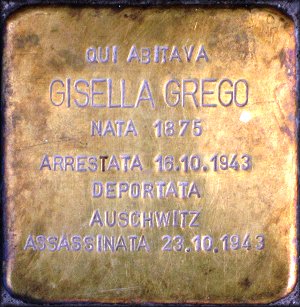 QUI ABITAVA
GISELLA GREGO
NATA 1875
ARRESTATA 16.10.1943
DEPORTATA
AUSCHWITZ
ASSASSINATA 23.10.1943